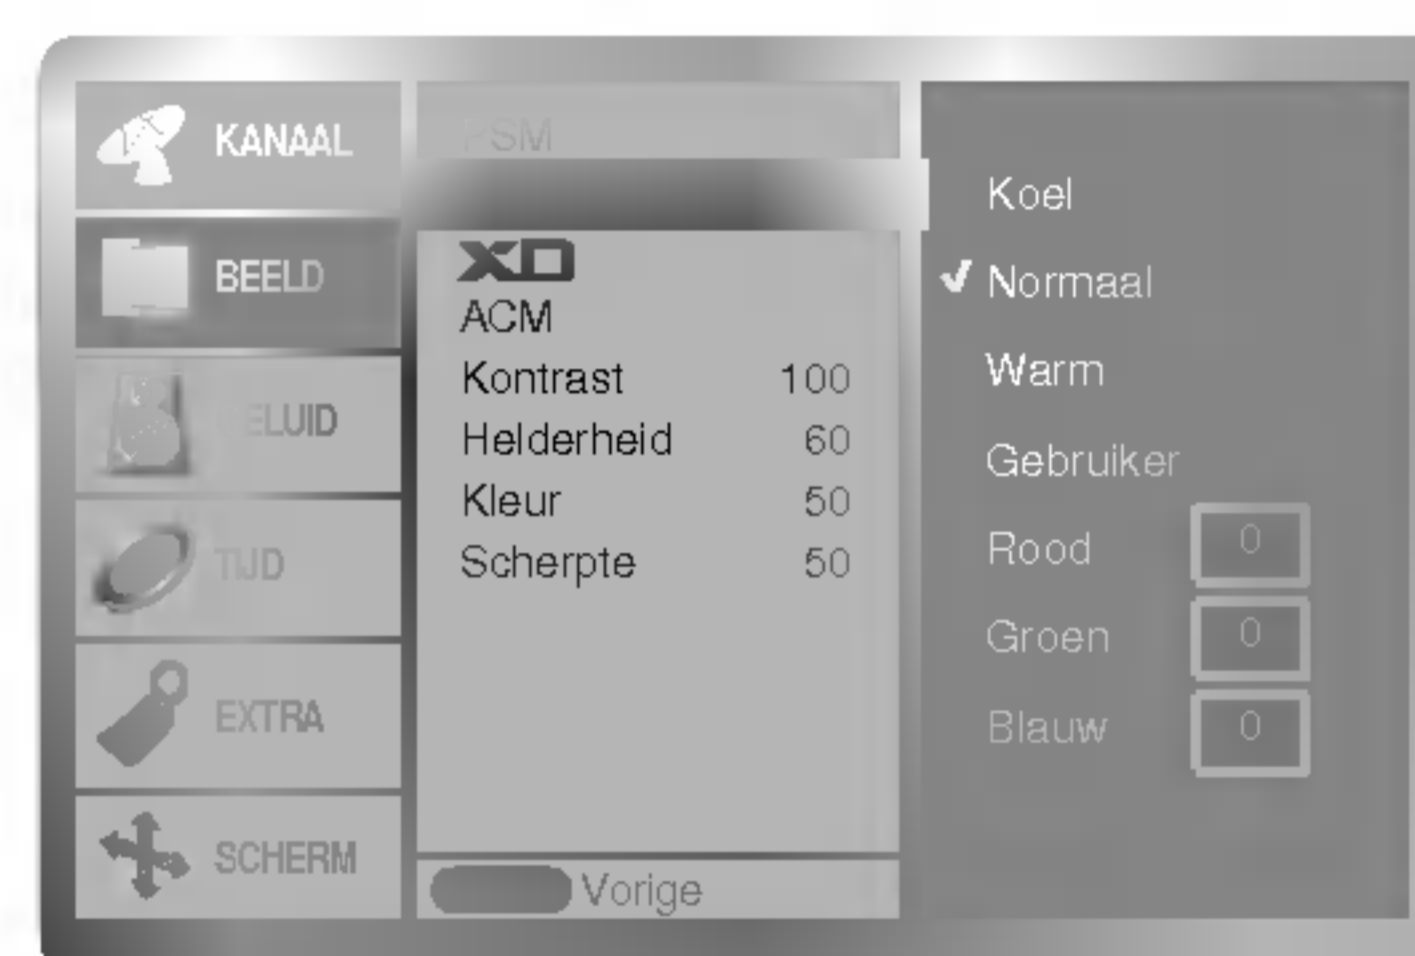 KANAAL
BEELD
GELUID
TIJD
EXTRA
SCHERM
PSM
XD
ACM
Kontrast 100
Helderheid 60
Kleur 50
Scherpte 50
Vorige
Koel
✓ Normaal
Warm
Gebruiker
Rood 0
Groen 0
Blauw 0